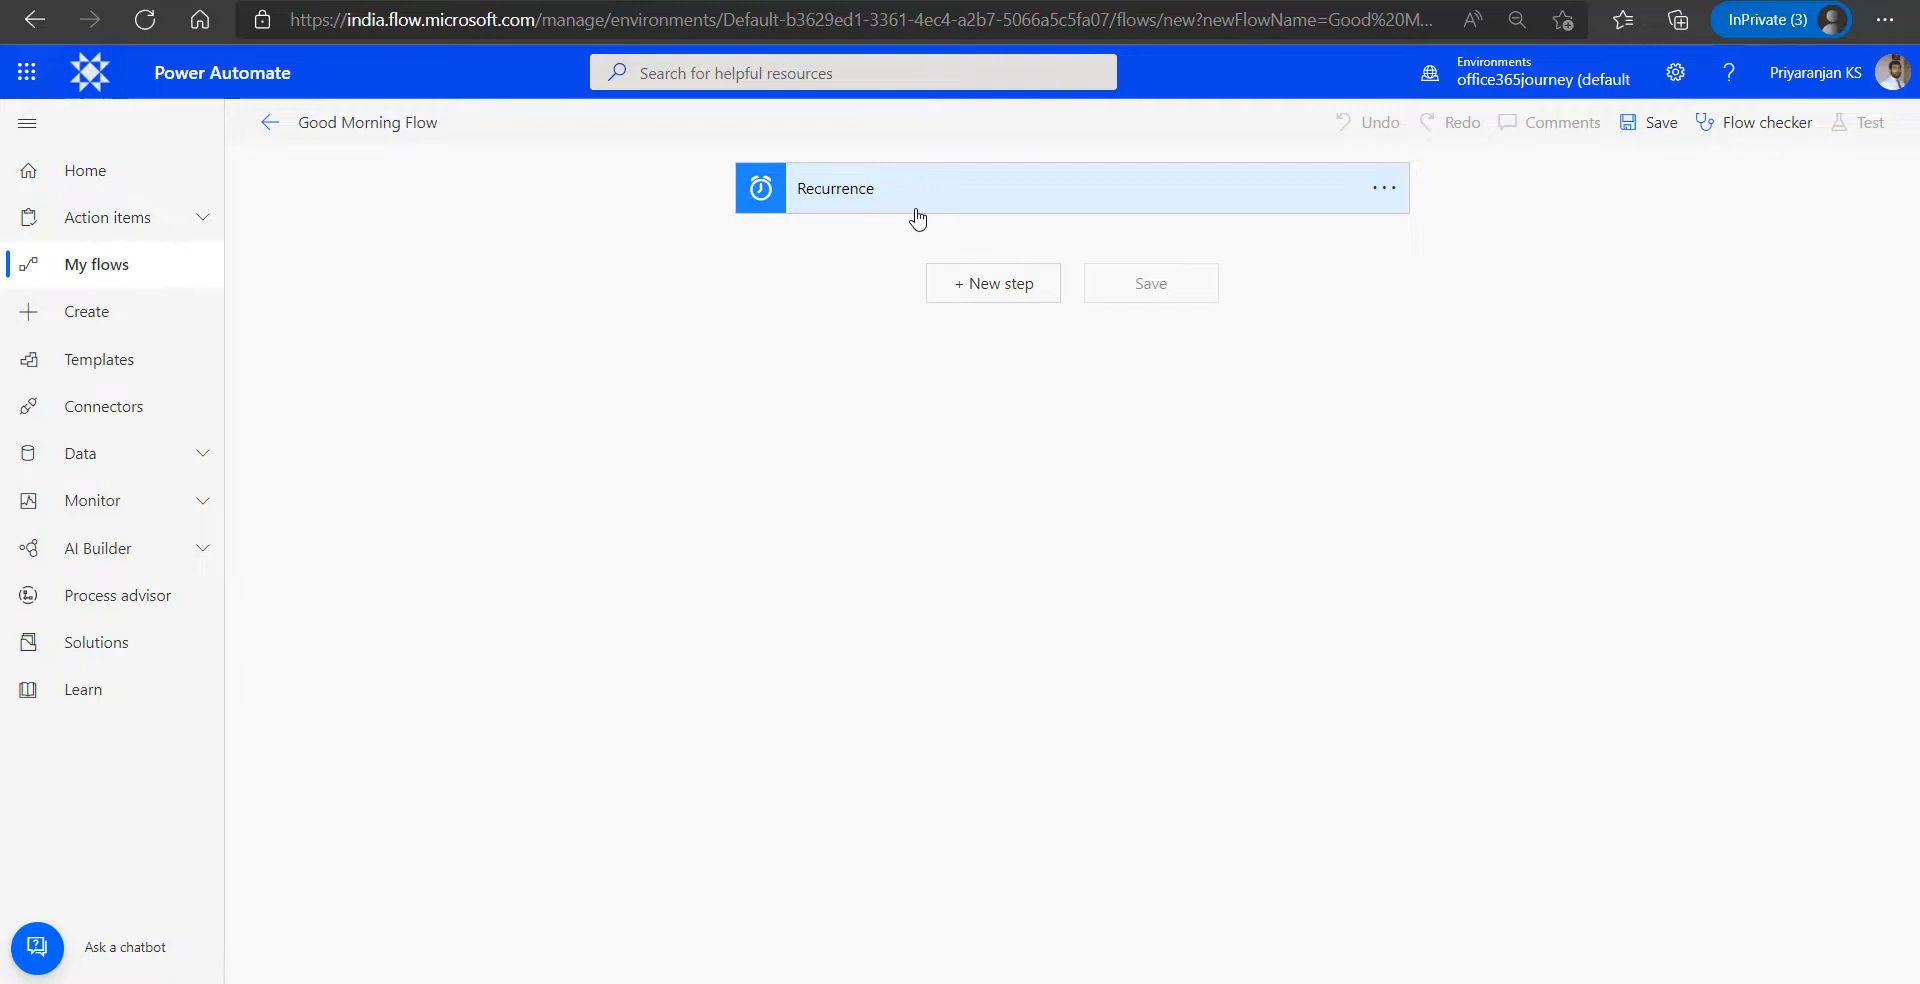 https://india.flow.microsoft.com/manage/environments/Default-b3629ed1-3361-4ec4-a2b7-5066a5c5fa07/flows/new?newFlowName=Good%20M...
InPrivate (3)
Power Automate
Search for helpful resources
Environments
office365journey (default
Priyaranjan KS
Good Morning Flow
Undo
Redo
Comments
Save
Flow checker
Test
Home
Action items
My flows
Create
Templates
Connectors
Data
Monitor
AI Builder
Process advisor
Solutions
Learn
Ask a chatbot
Recurrence
+ New step
Save